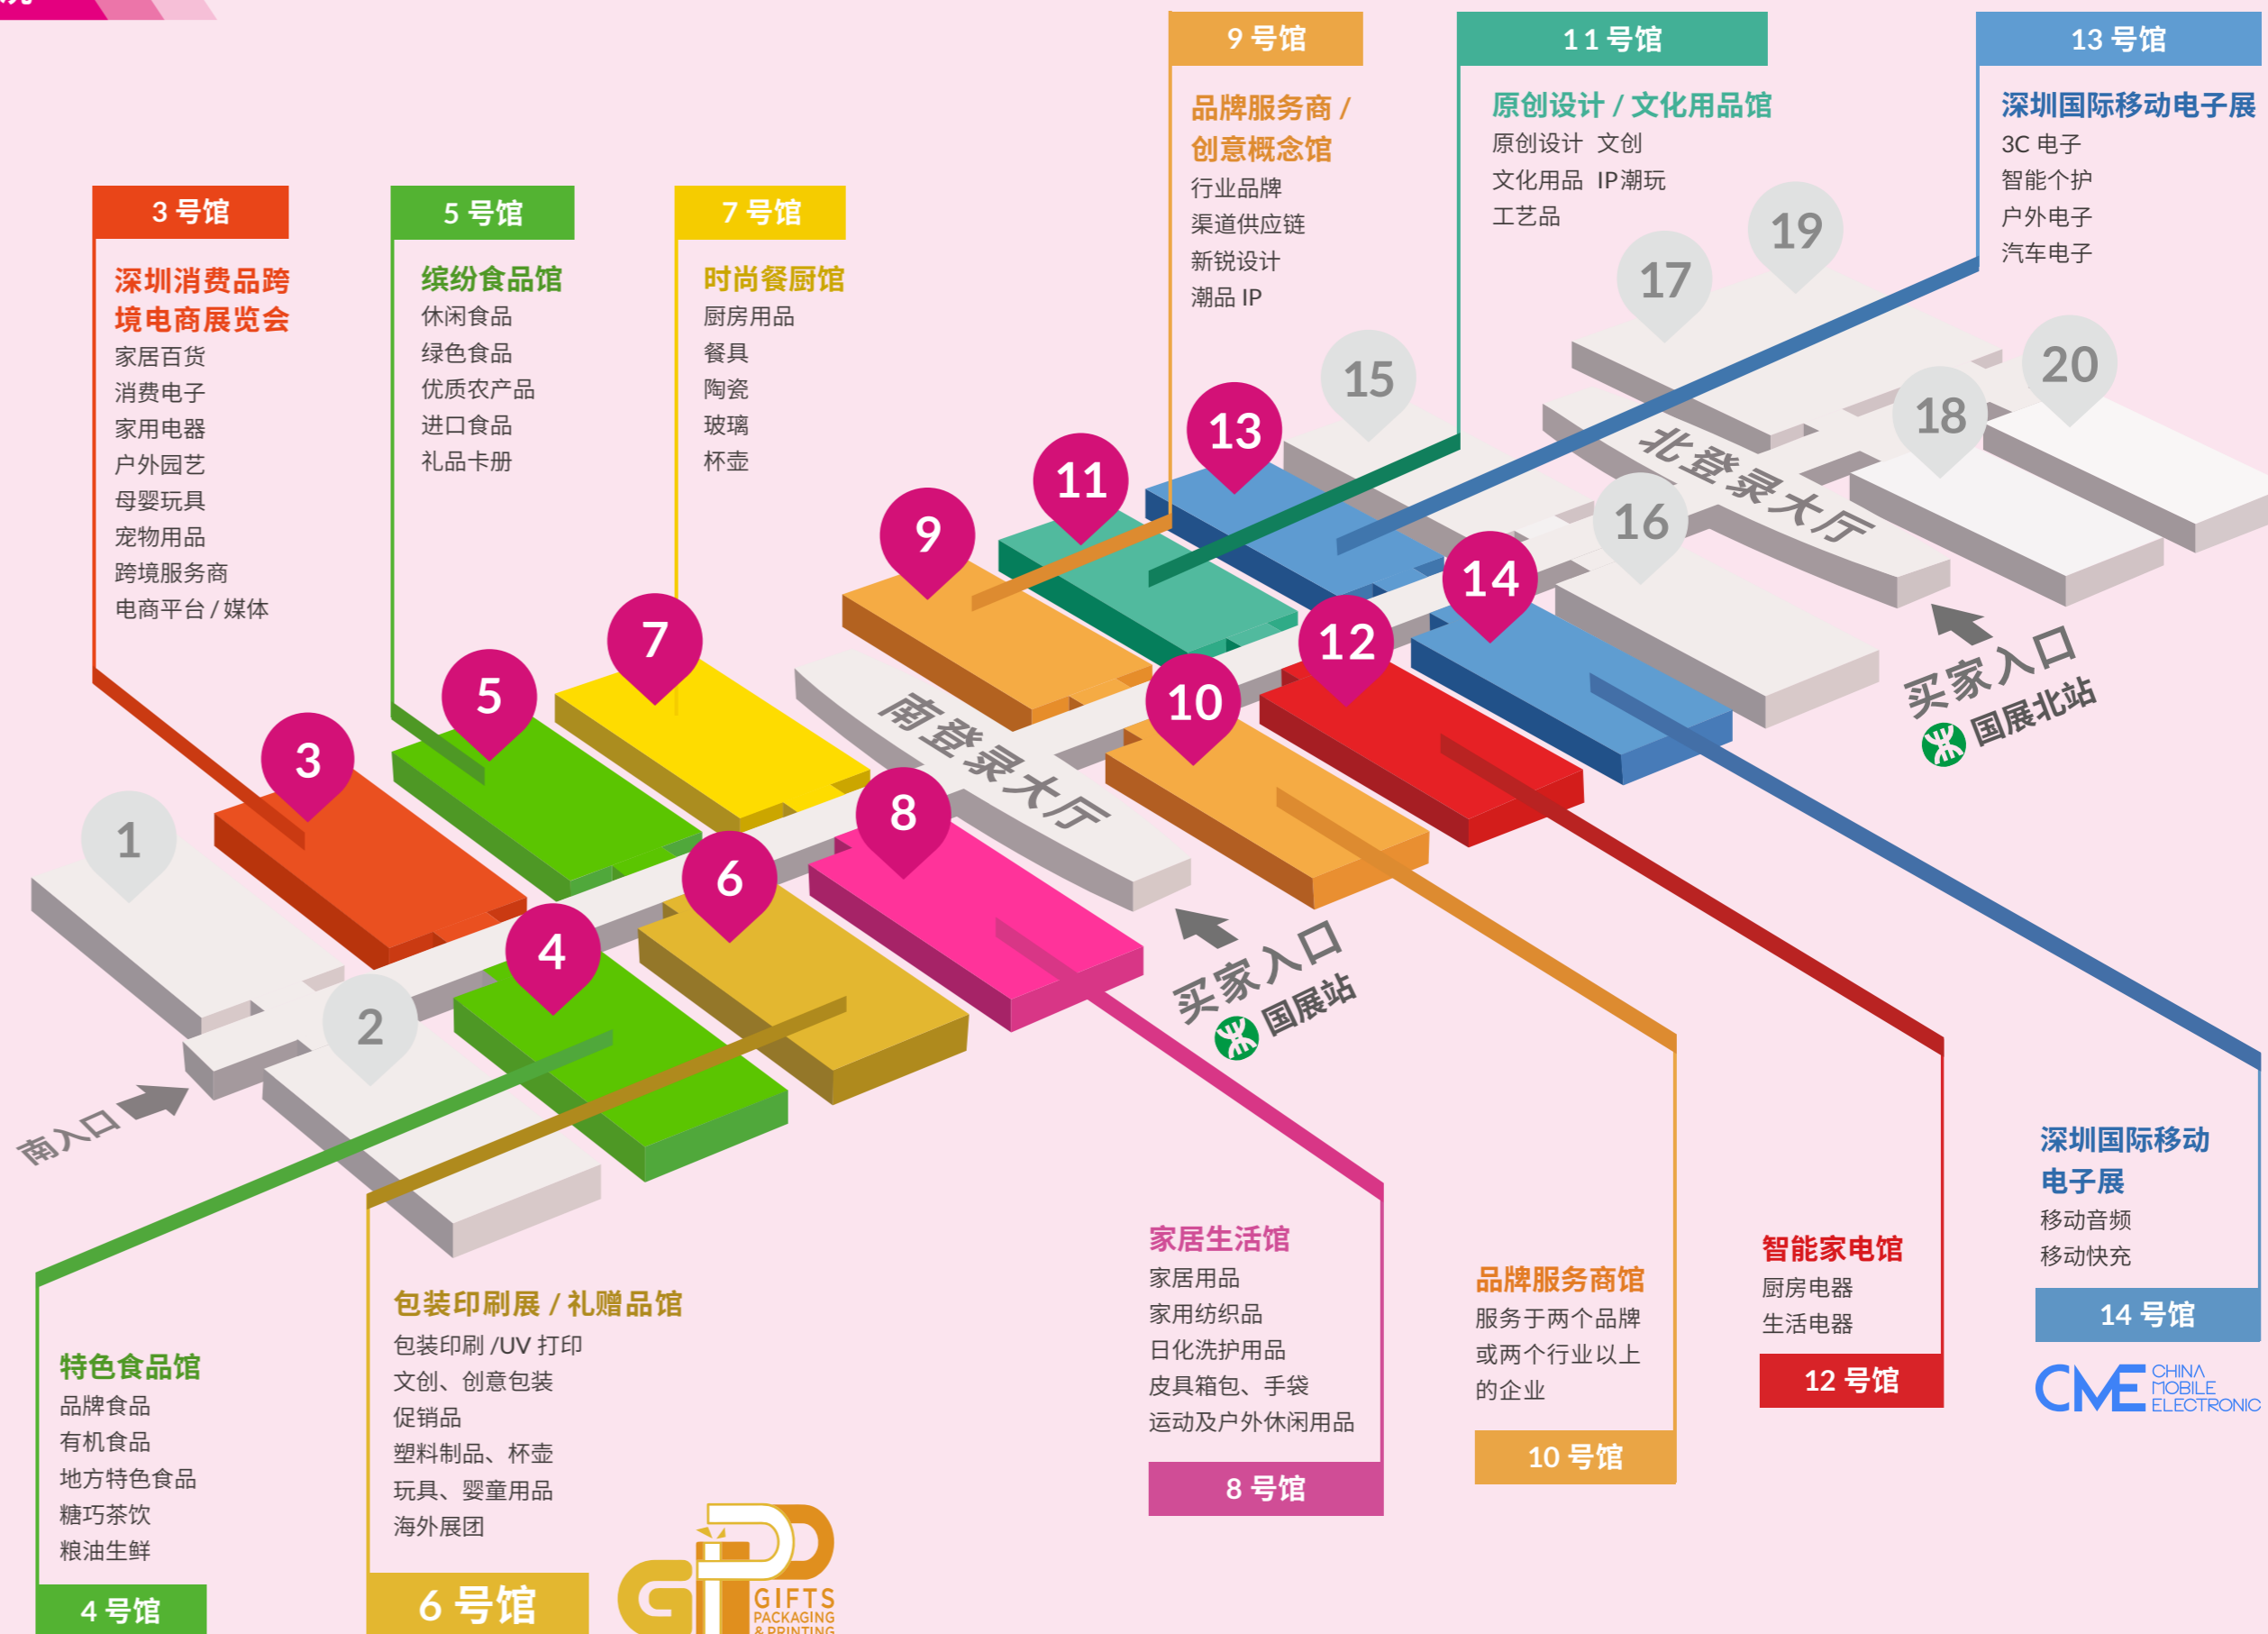 9 号馆
品牌服务商 /
创意概念馆
行业品牌
渠道供应链
新锐设计
潮品 IP
11 号馆
原创设计 / 文化用品馆
原创设计 文创
文化用品 IP潮玩
工艺品
13 号馆
深圳国际移动电子展
3C 电子
智能个护
户外电子
汽车电子
3 号馆
深圳消费品跨
境电商展览会
家居百货
消费电子
家用电器
户外园艺
母婴玩具
宠物用品
跨境服务商
电商平台 / 媒体
5 号馆
缤纷食品馆
休闲食品
绿色食品
优质农产品
进口食品
礼品卡册
7 号馆
时尚餐厨馆
厨房用品
餐具
陶瓷
玻璃
杯壶
19
17
15
20
18
13
11
16
9
14
12
7
10
5
3
8
1
6
4
2
北登录大厅
南登录大厅
买家入口
国展北站
买家入口
国展站
南入口
特色食品馆
品牌食品
有机食品
地方特色食品
糖巧茶饮
粮油生鲜
4 号馆
包装印刷展 / 礼赠品馆
包装印刷 /UV 打印
文创、创意包装
促销品
塑料制品、杯壶
玩具、婴童用品
海外展团
6 号馆
GIPP
GIFTS
PACKAGING
& PRINTING
家居生活馆
家居用品
家用纺织品
日化洗护用品
皮具箱包、手袋
运动及户外休闲用品
8 号馆
品牌服务商馆
服务于两个品牌
或两个行业以上
的企业
10 号馆
智能家电馆
厨房电器
生活电器
12 号馆
深圳国际移动
电子展
移动音频
移动快充
14 号馆
CME
CHINA
MOBILE
ELECTRONIC